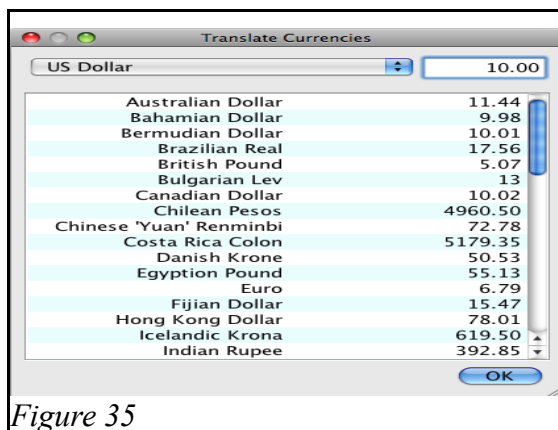 Translate Currencies
US Dollar 10.00
Australian Dollar 11.44
Bahamian Dollar 9.98
Bermudian Dollar 10.01
Brazilian Real 17.56
British Pound 5.07
Bulgarian Lev 13
Canadian Dollar 10.02
Chilean Pesos 4960.50
Chinese 'Yuan' Renminbi 72.78
Costa Rica Colon 5179.35
Danish Krone 50.53
Egyption Pound 55.13
Euro 6.79
Fijian Dollar 15.47
Hong Kong Dollar 78.01
Icelandic Krona 619.50
Indian Rupee 392.85
OK
Figure 35